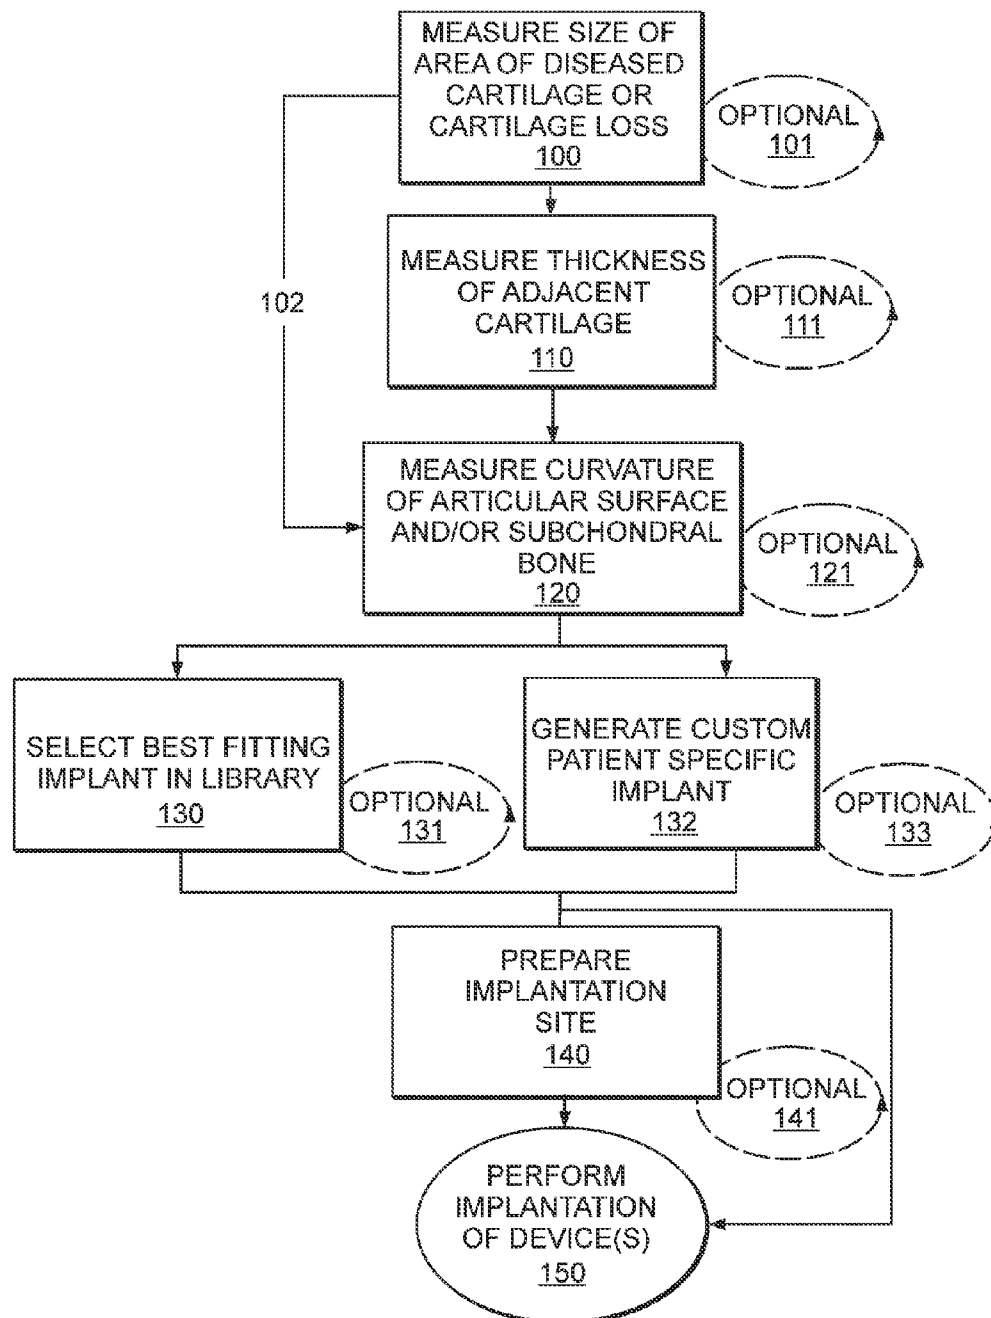 MEASURE SIZE OF
AREA OF DISEASED
CARTILAGE OR
CARTILAGE LOSS
100
OPTIONAL
101
102
MEASURE THICKNESS
OF ADJACENT
CARTILAGE
110
OPTIONAL
111
MEASURE CURVATURE
OF ARTICULAR SURFACE
AND/OR SUBCHONDRAL
BONE
120
OPTIONAL
121
SELECT BEST FITTING
IMPLANT IN LIBRARY
130
OPTIONAL
131
GENERATE CUSTOM
PATIENT SPECIFIC
IMPLANT
132
OPTIONAL
133
PREPARE
IMPLANTATION
SITE
140
OPTIONAL
141
PERFORM
IMPLANTATION
OF DEVICE(S)
150